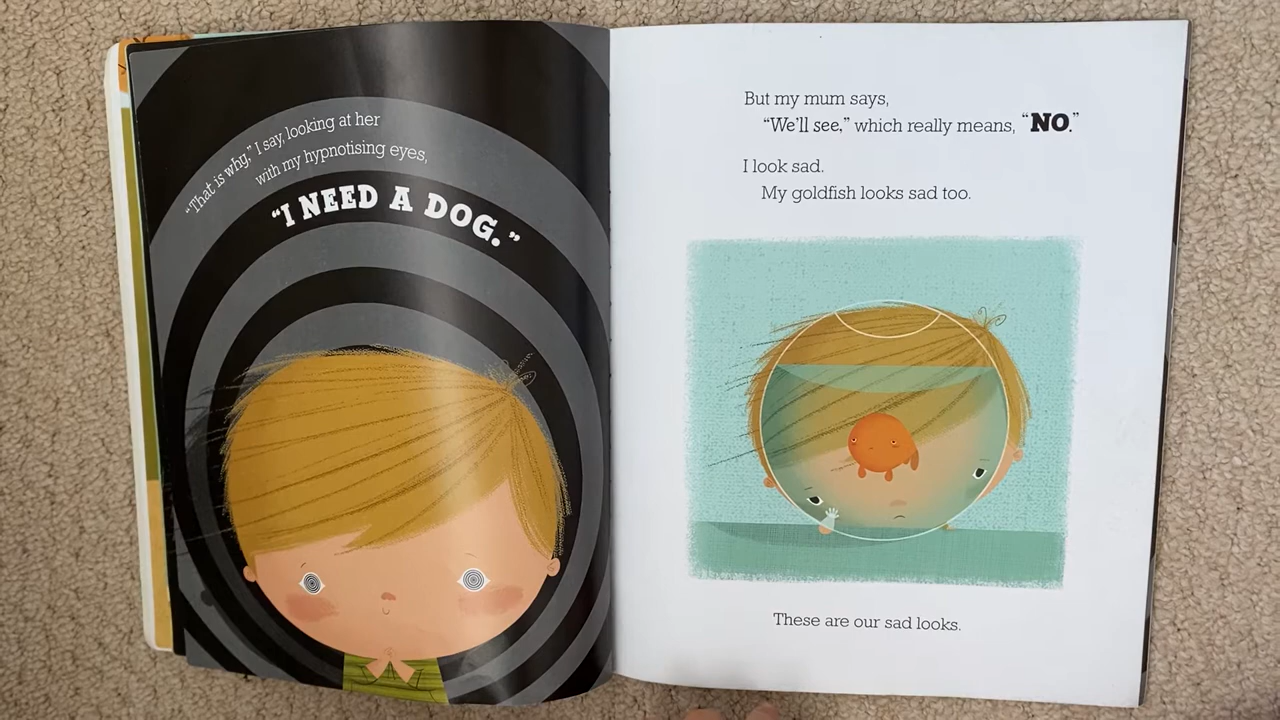 "That is why," I say, looking at her
with my hypnotising eyes,
"I NEED A DOG."
But my mum says,
"We'll see," which really means, "NO."
I look sad.
My goldfish looks sad too.
These are our sad looks.